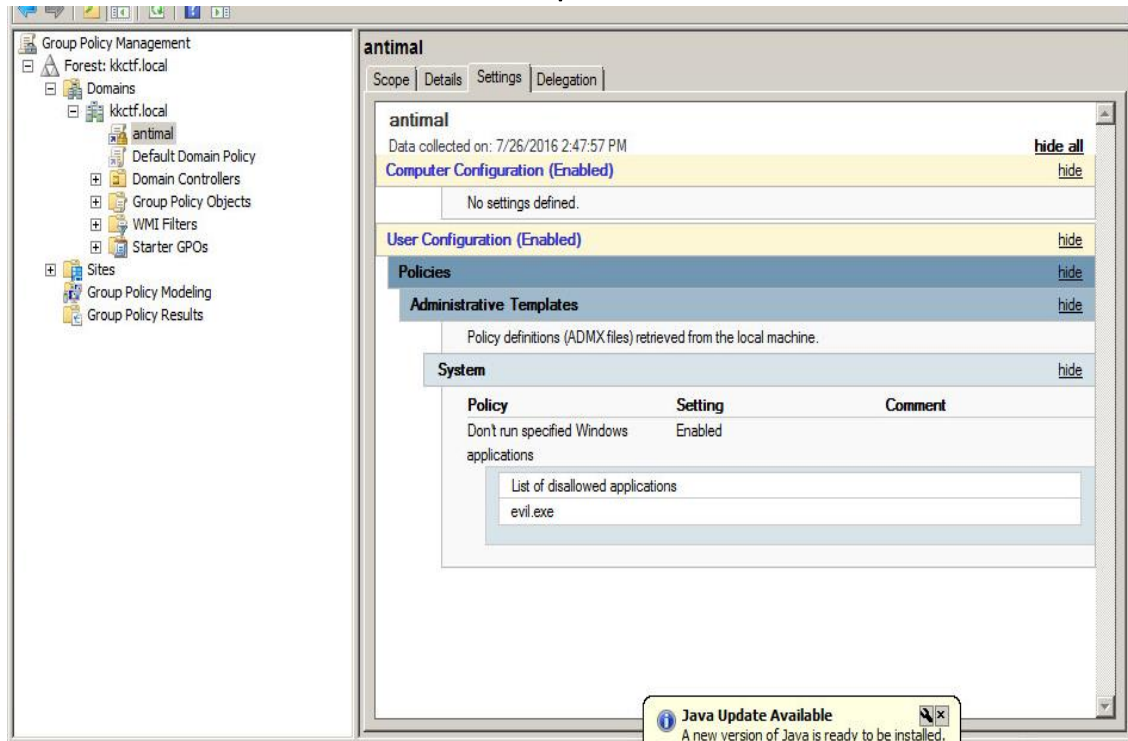 Group Policy Management
Forest: kkctf.local
Domains
kkctf.local
antimal
Default Domain Policy
Domain Controllers
Group Policy Objects
WMI Filters
Starter GPOs
Sites
Group Policy Modeling
Group Policy Results
antimal
Scope Details Settings Delegation
antimal
Data collected on: 7/26/2016 2:47:57 PM hide all
Computer Configuration (Enabled) hide
No settings defined.
User Configuration (Enabled) hide
Policies hide
Administrative Templates hide
Policy definitions (ADMX files) retrieved from the local machine.
System hide
Policy Setting Comment
Don't run specified Windows Enabled
applications
List of disallowed applications
evil.exe
Java Update Available
A new version of Java is ready to be installed.